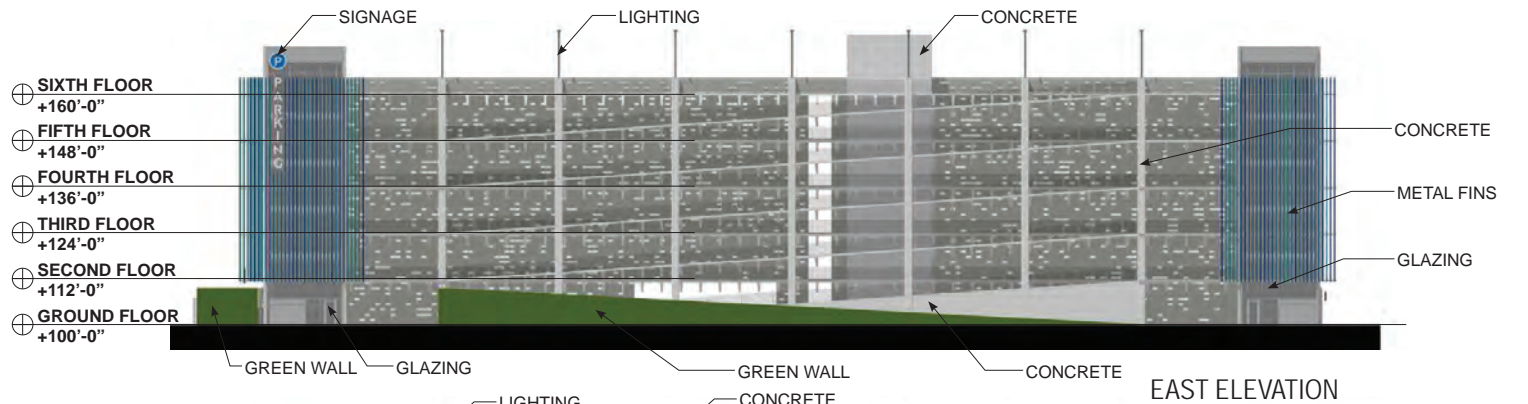 SIGNAGE
LIGHTING
CONCRETE
P
PARKING
SIXTH FLOOR
+160’-0”
FIFTH FLOOR
+148’-0”
CONCRETE
FOURTH FLOOR
+136’-0”
METAL FINS
THIRD FLOOR
+124’-0”
GLAZING
SECOND FLOOR
+112’-0”
GROUND FLOOR
+100’-0”
GREEN WALL
GLAZING
GREEN WALL
CONCRETE
EAST ELEVATION
LIGHTING
CONCRETE